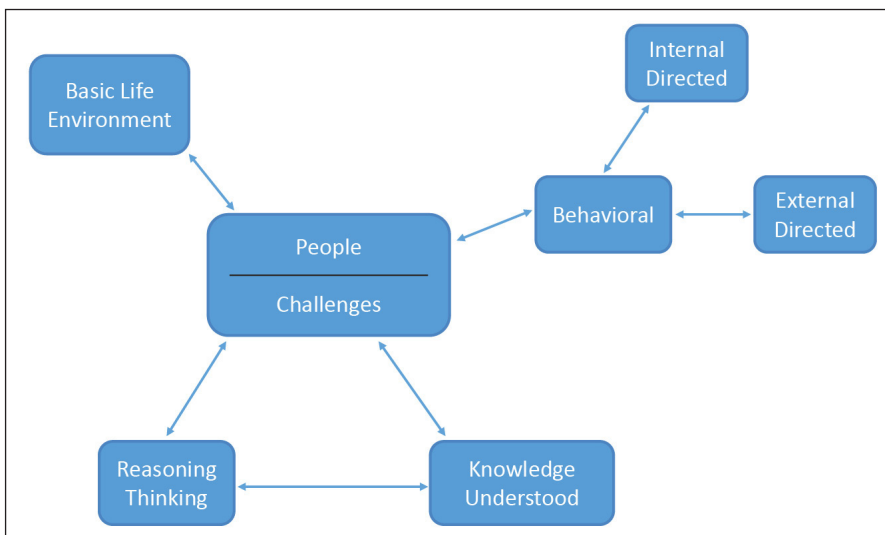 Internal
Directed
Basic Life
Environment
Behavioral
External
Directed
People
Challenges
Reasoning
Thinking
Knowledge
Understood